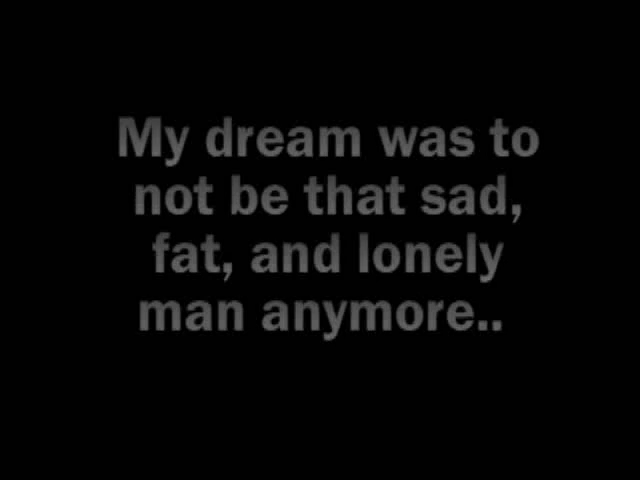 My dream was to
not be that sad,
fat, and lonely
man anymore..